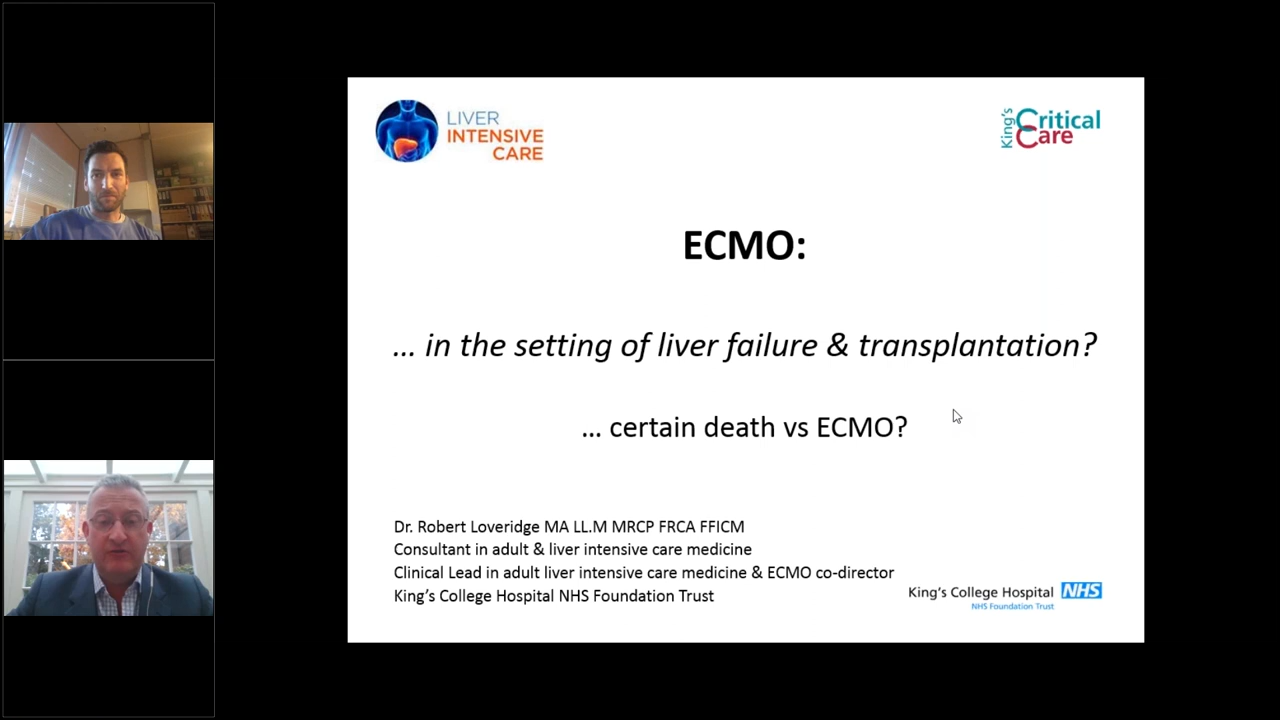 LIVER
INTENSIVE
CARE
King's
Critical
Care
ECMO:
... in the setting of liver failure & transplantation?
... certain death vs ECMO?
Dr. Robert Loveridge MA LL.M MRCP FRCA FFICM
Consultant in adult & liver intensive care medicine
Clinical Lead in adult liver intensive care medicine & ECMO co-director
King's College Hospital NHS Foundation Trust
King's College Hospital NHS
NHS Foundation Trust